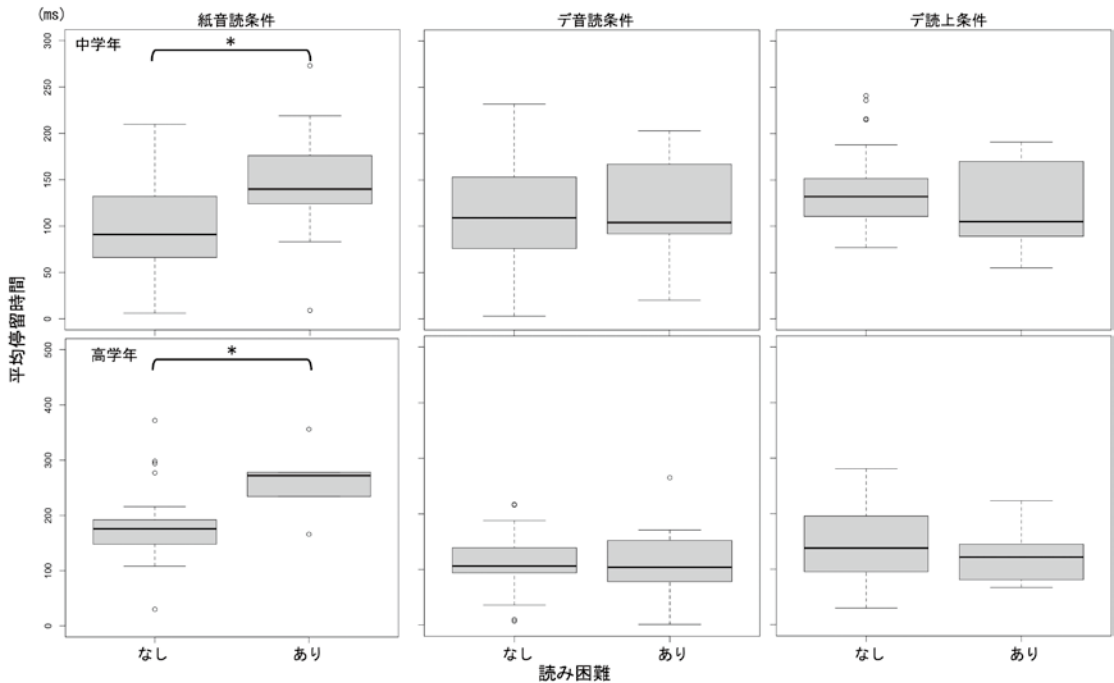 (ms)
紙音読条件 デ音読条件 デ読上条件
中学年
*
300
250
200
150
100
50
0
平均停留時間
高学年
*
500
400
300
200
100
0
なし あり なし あり なし あり
読み困難